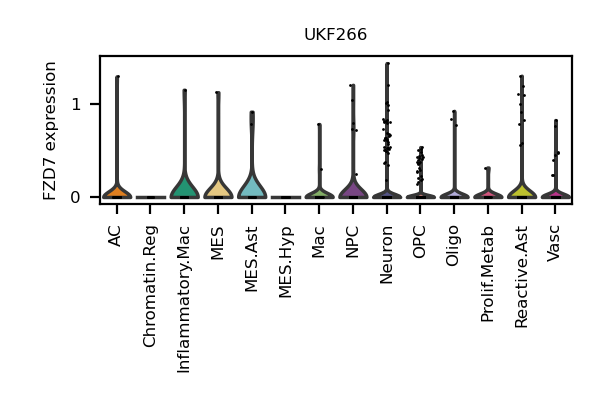 UKF266
FZD7 expression
1
0
AC
Chromatin.Reg
Inflammatory.Mac
MES
MES.Ast
MES.Hyp
Mac
NPC
Neuron
OPC
Oligo
Prolif.Metab
Reactive.Ast
Vasc